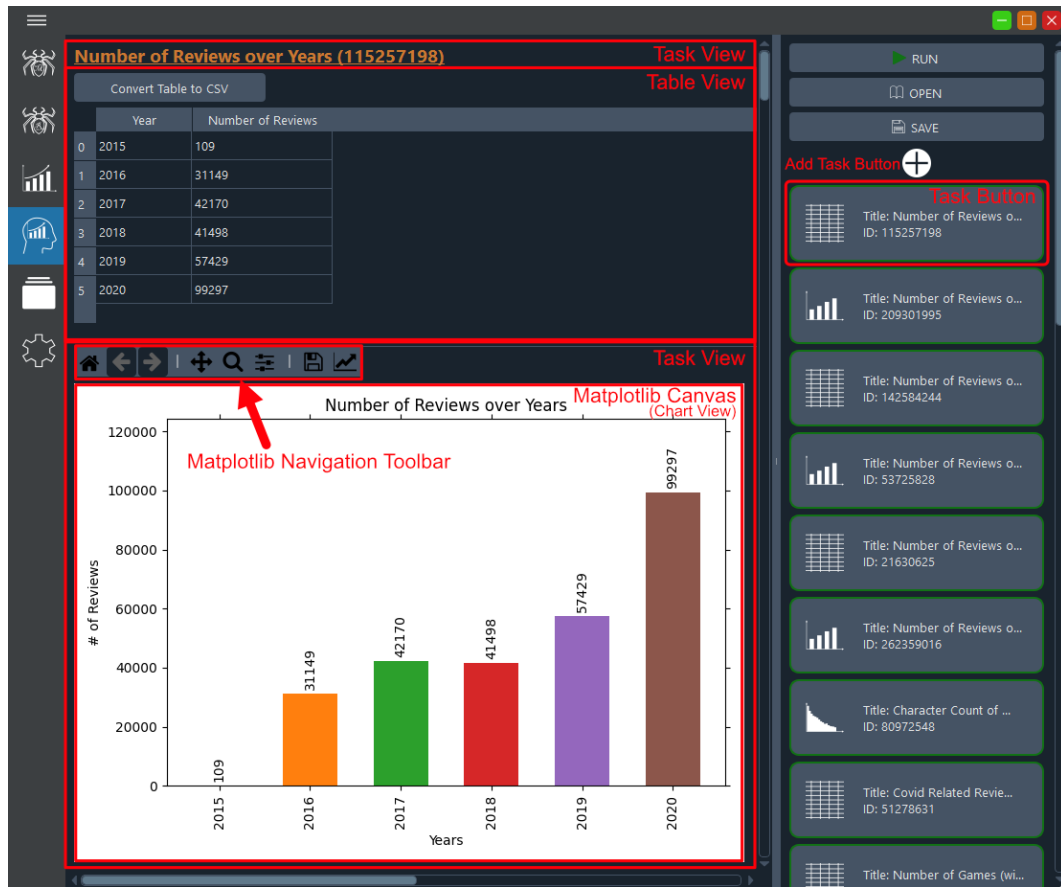 Number of Reviews over Years (115257198)
Task View
Table View
Convert Table to CSV
Year Number of Reviews
0 2015 109
1 2016 31149
2 2017 42170
3 2018 41498
4 2019 57429
5 2020 99297
Task View
Number of Reviews over Years
Matplotlib Canvas
(Chart View)
Matplotlib Navigation Toolbar
120000
100000
80000
60000
40000
20000
0
# of Reviews
109
31149
42170
41498
57429
99297
2015
2016
2017
2018
2019
2020
Years
RUN
OPEN
SAVE
Add Task Button
Task Button
Title: Number of Reviews o...
ID: 115257198
Title: Number of Reviews o...
ID: 209301995
Title: Number of Reviews o...
ID: 142584244
Title: Number of Reviews o...
ID: 53725828
Title: Number of Reviews o...
ID: 21630625
Title: Number of Reviews o...
ID: 262359016
Title: Character Count of ...
ID: 80972548
Title: Covid Related Revie...
ID: 51278631
Title: Number of Games (wi...